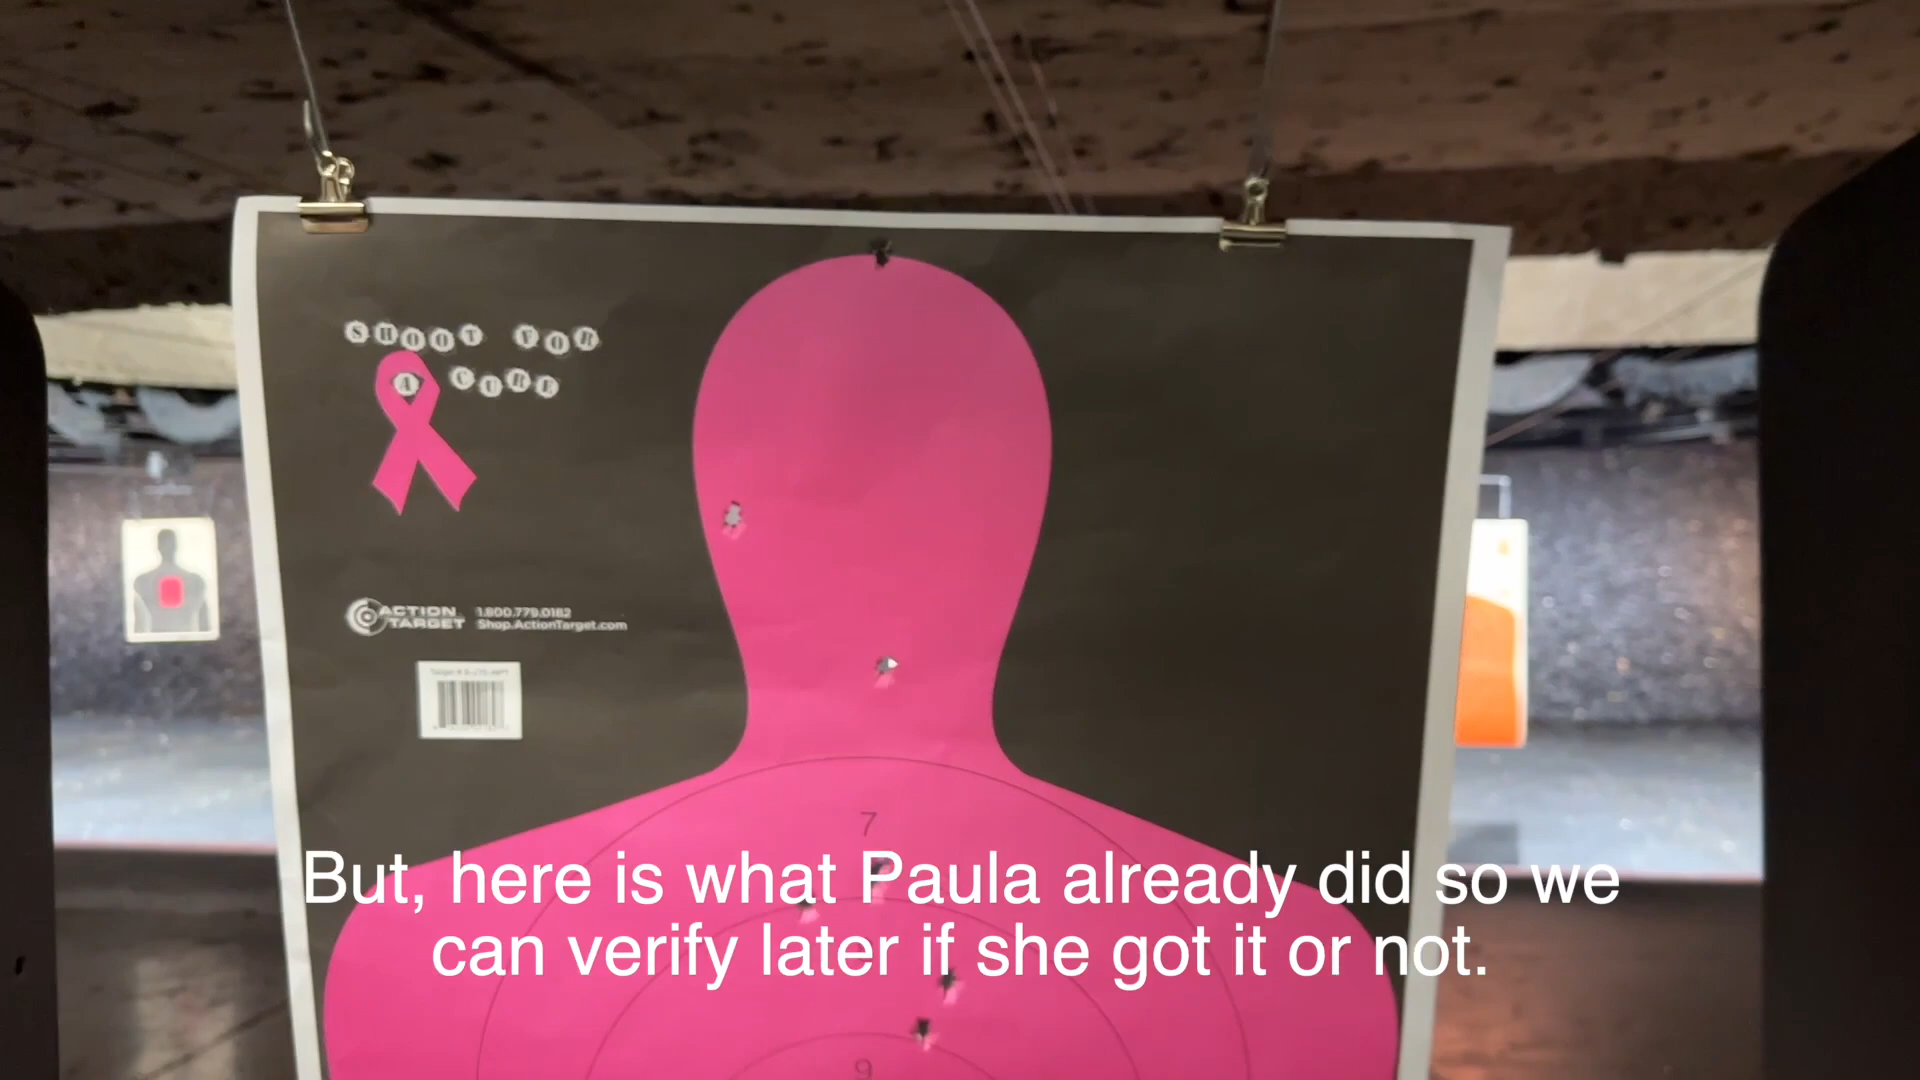 SHOOT FOR
A CURE
ACTION
TARGET
1.800.779.0182
Shop.ActionTarget.com
7
But, here is what Paula already did so we
can verify later if she got it or not.
9